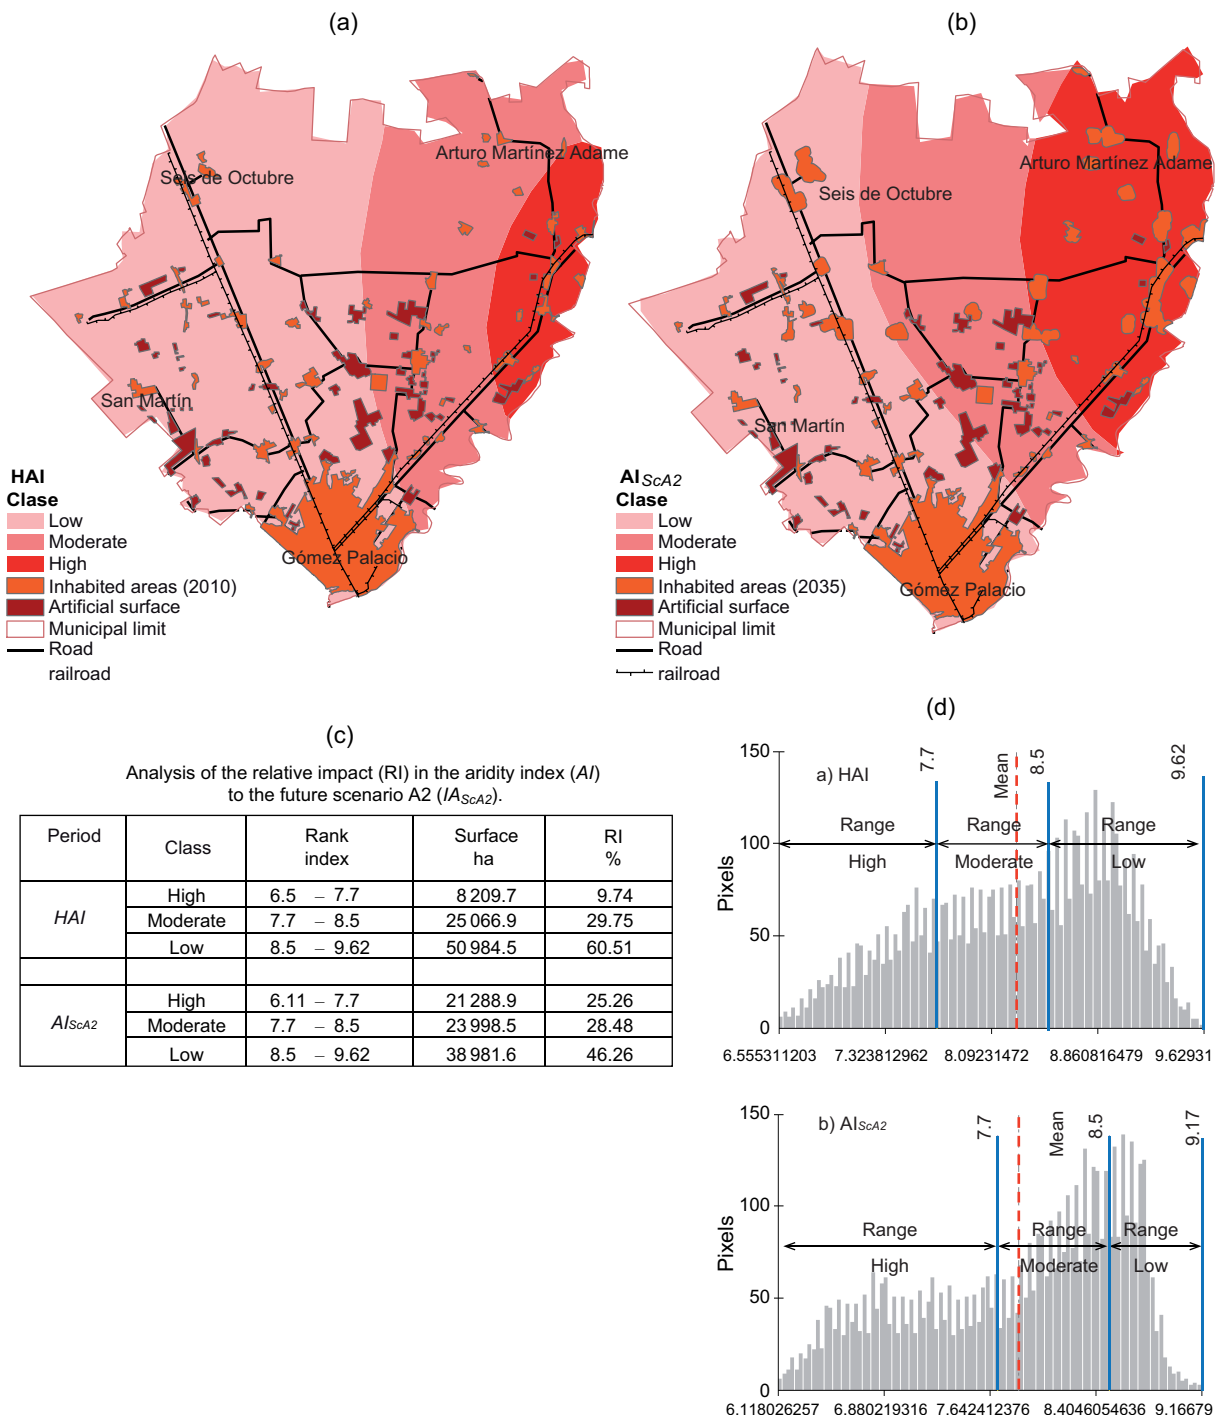 (a)
Arturo Martínez Adame
Seis de Octubre
San Martín
Gómez Palacio
HAI
Clase
Low
Moderate
High
Inhabited areas (2010)
Artificial surface
Municipal limit
Road
railroad
(b)
Arturo Martínez Adame
Seis de Octubre
San Martín
Gómez Palacio
AIScA2
Clase
Low
Moderate
High
Inhabited areas (2035)
Artificial surface
Municipal limit
Road
railroad
(c)
Analysis of the relative impact (RI) in the aridity index (AI)
to the future scenario A2 (IAScA2).
Period Class Rank index Surface ha RI %
HAI High 6.5 – 7.7 8 209.7 9.74
Moderate 7.7 – 8.5 25 066.9 29.75
Low 8.5 – 9.62 50 984.5 60.51
AIScA2 High 6.11 – 7.7 21 288.9 25.26
Moderate 7.7 – 8.5 23 998.5 28.48
Low 8.5 – 9.62 38 981.6 46.26
(d)
a) HAI
7.7
Mean
8.5
9.62
Range High
Range Moderate
Range Low
Pixels
150
100
50
0
6.555311203 7.323812962 8.09231472 8.860816479 9.62931
b) AIScA2
7.7
Mean
8.5
9.17
Range High
Range Moderate
Range Low
Pixels
150
100
50
0
6.118026257 6.880219316 7.642412376 8.4046054636 9.16679